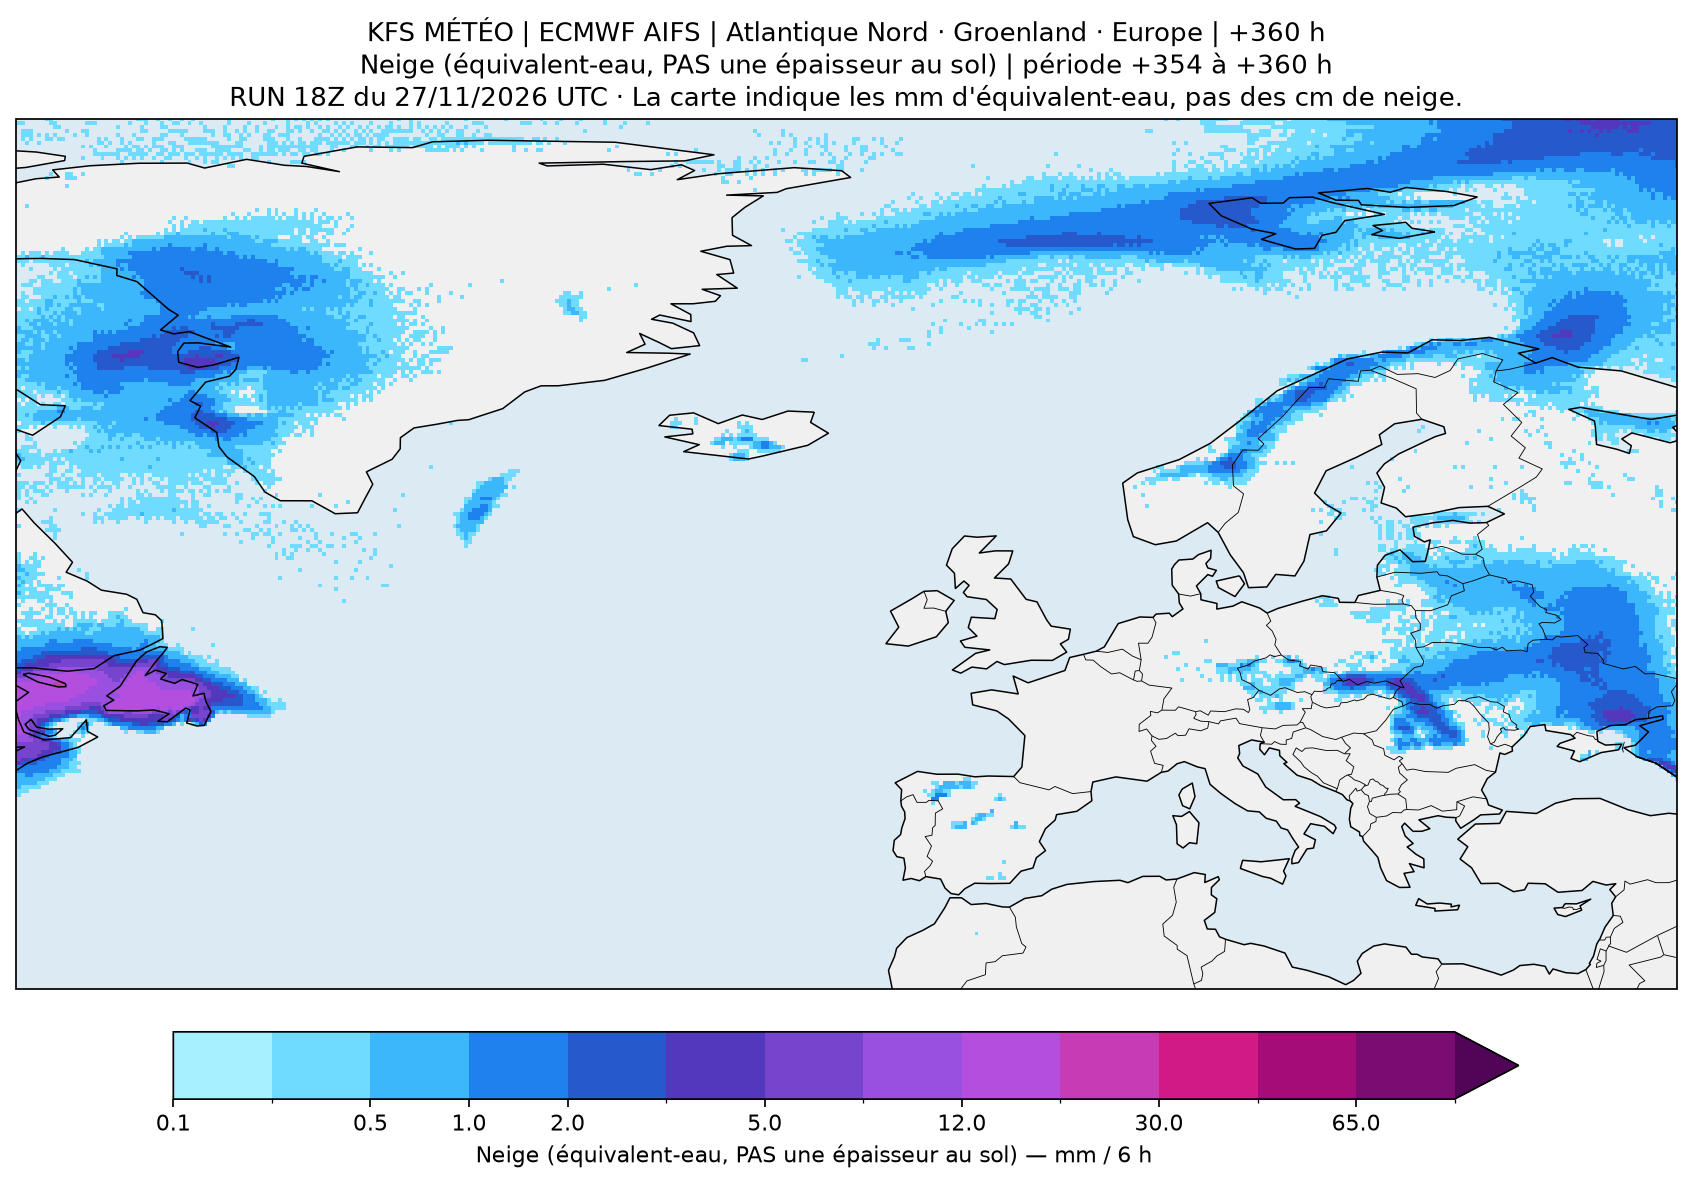 KFS MÉTÉO | ECMWF AIFS | Atlantique Nord · Groenland · Europe | +360 h
Neige (équivalent-eau, PAS une épaisseur au sol) | période +354 à +360 h
RUN 18Z du 27/11/2026 UTC · La carte indique les mm d'équivalent-eau, pas des cm de neige.
0.1 0.5 1.0 2.0 5.0 12.0 30.0 65.0
Neige (équivalent-eau, PAS une épaisseur au sol) — mm / 6 h